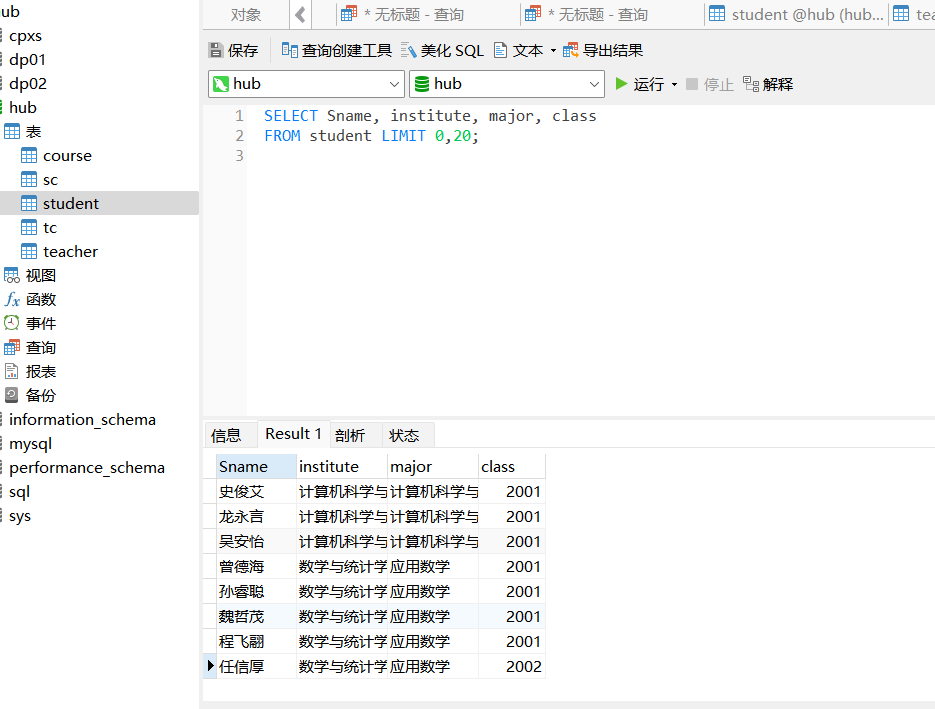 ub
cpxs
dp01
dp02
hub
表
course
sc
student
tc
teacher
视图
fx 函数
事件
查询
报表
备份
information_schema
mysql
performance_schema
sql
sys
对象 * 无标题 - 查询 * 无标题 - 查询 student @hub (hub... tea
保存 查询创建工具 美化 SQL 文本 导出结果
hub hub 运行 停止 解释
1 SELECT Sname, institute, major, class
2 FROM student LIMIT 0,20;
3
信息 Result 1 剖析 状态
Sname institute major class
史俊艾 计算机科学与 计算机科学与 2001
龙永言 计算机科学与 计算机科学与 2001
吴安怡 计算机科学与 计算机科学与 2001
曾德海 数学与统计学 应用数学 2001
孙睿聪 数学与统计学 应用数学 2001
魏哲茂 数学与统计学 应用数学 2001
程飞翮 数学与统计学 应用数学 2001
任信厚 数学与统计学 应用数学 2002